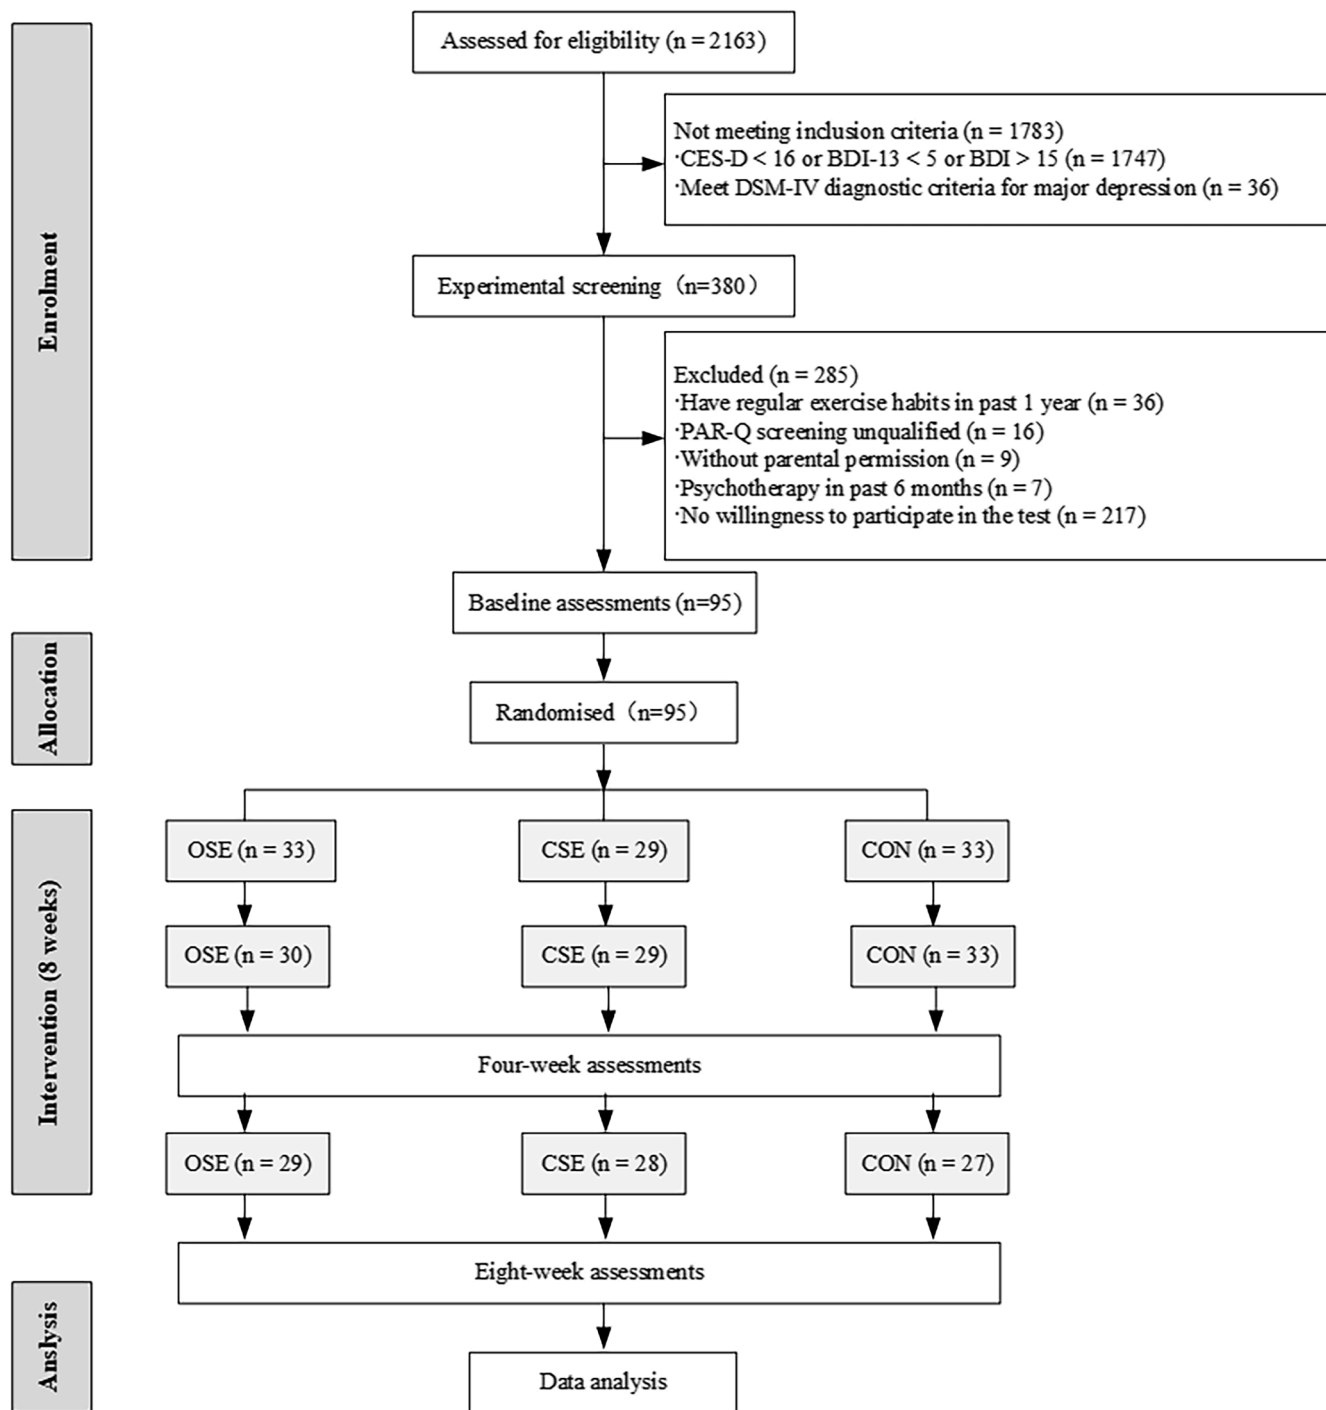 Enrolment
Assessed for eligibility (n = 2163)
Not meeting inclusion criteria (n = 1783)
·CES-D < 16 or BDI-13 < 5 or BDI > 15 (n = 1747)
·Meet DSM-IV diagnostic criteria for major depression (n = 36)
Experimental screening（n=380）
Excluded (n = 285)
·Have regular exercise habits in past 1 year (n = 36)
·PAR-Q screening unqualified (n = 16)
·Without parental permission (n = 9)
·Psychotherapy in past 6 months (n = 7)
·No willingness to participate in the test (n = 217)
Baseline assessments (n=95)
Allocation
Randomised（n=95）
Intervention (8 weeks)
OSE (n = 33)
CSE (n = 29)
CON (n = 33)
OSE (n = 30)
CSE (n = 29)
CON (n = 33)
Four-week assessments
OSE (n = 29)
CSE (n = 28)
CON (n = 27)
Eight-week assessments
Anslysis
Data analysis